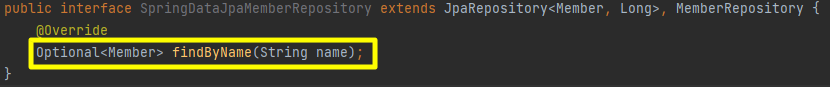 public interface SpringDataJpaMemberRepository extends JpaRepository<Member, Long>, MemberRepository {
@Override
Optional<Member> findByName(String name);
}